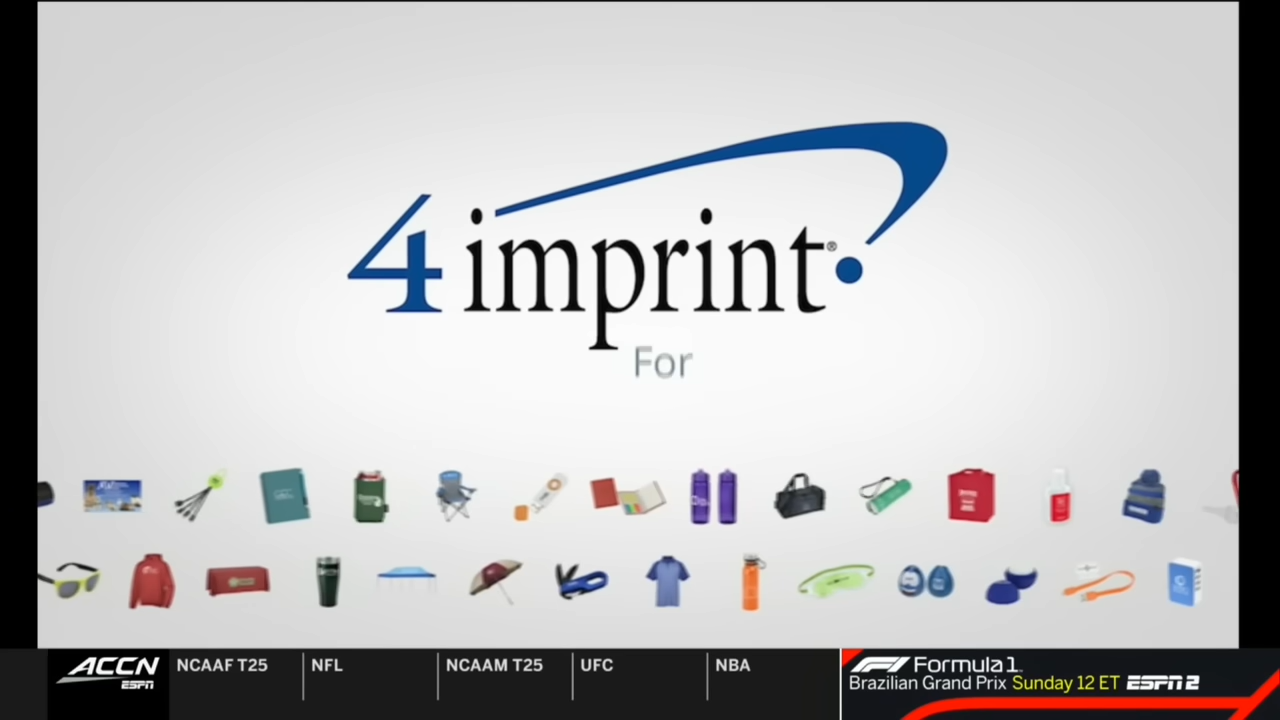 4imprint®
For
ACCN
ESPN
NCAAF T25
NFL
NCAAM T25
UFC
NBA
F1 Formula 1
Brazilian Grand Prix Sunday 12 ET ESPN2